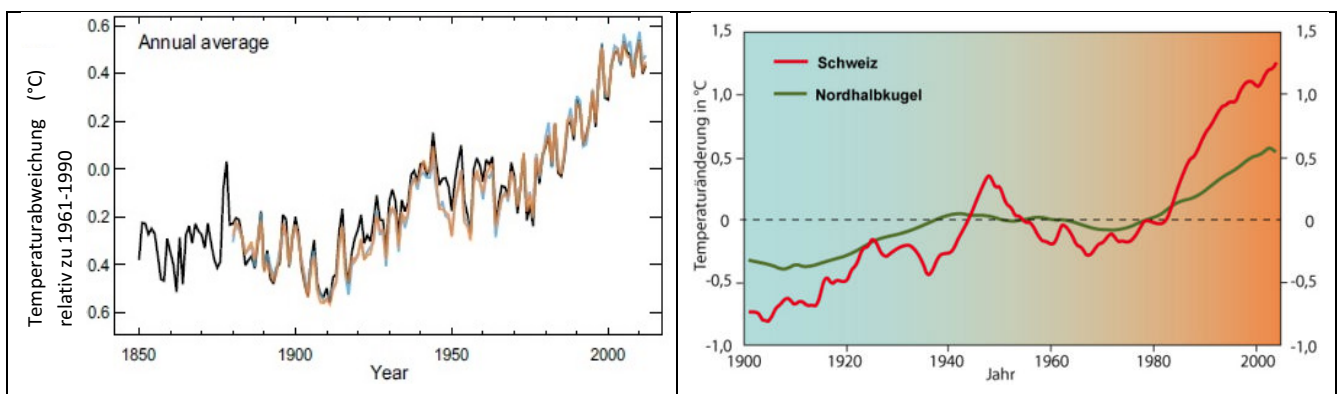 Annual average
Temperaturabweichung (°C)
relativ zu 1961-1990
0.6
0.4
0.2
0.0
0.2
0.4
0.6
1850 1900 1950 2000
Year
Schweiz
Nordhalbkugel
Temperaturänderung in °C
1,5 1,5
1,0 1,0
0,5 0,5
0 0
-0,5 -0,5
-1,0 -1,0
1900 1920 1940 1960 1980 2000
Jahr